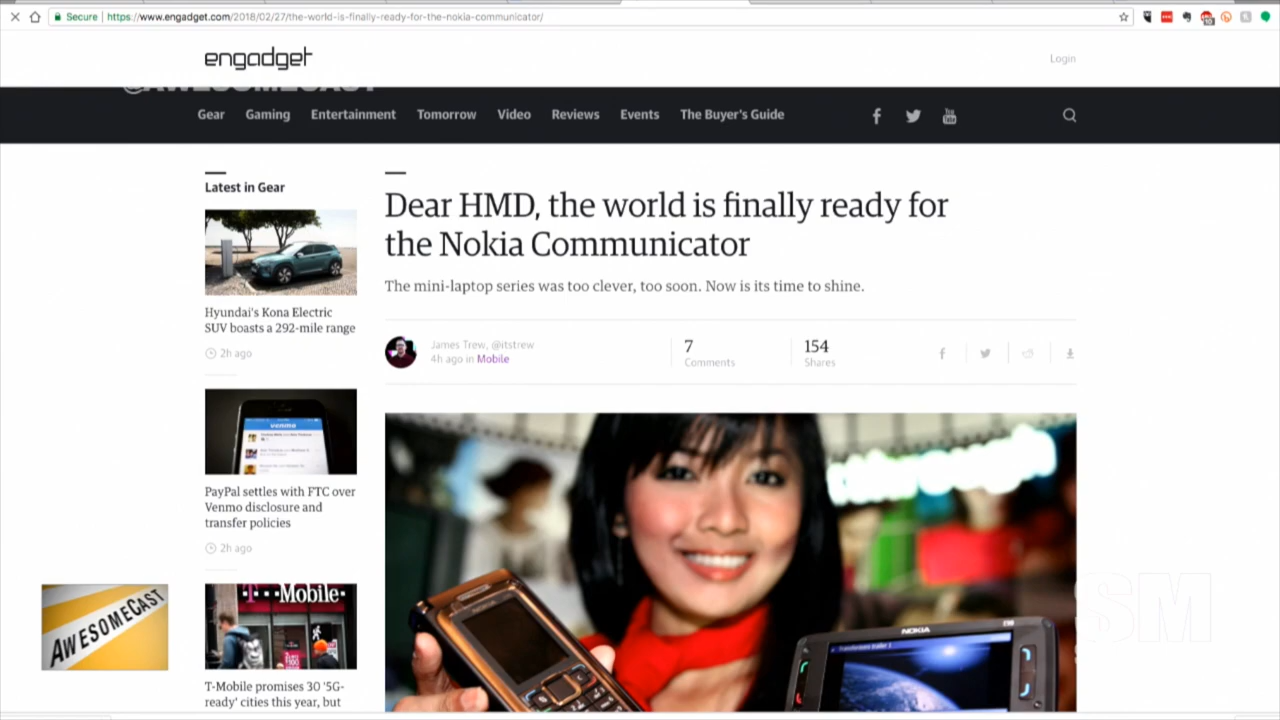 Secure
https://www.engadget.com/2018/02/27/the-world-is-finally-ready-for-the-nokia-communicator/
engadget
Login
@AWESOMECAST
Gear
Gaming
Entertainment
Tomorrow
Video
Reviews
Events
The Buyer's Guide
You
Latest in Gear
Hyundai's Kona Electric
SUV boasts a 292-mile range
2h ago
venmo
PayPal settles with FTC over
Venmo disclosure and
transfer policies
2h ago
T-Mobile
T-Mobile promises 30 '5G-
ready' cities this year, but
Dear HMD, the world is finally ready for
the Nokia Communicator
The mini-laptop series was too clever, too soon. Now is its time to shine.
James Trew, @itstrew
4h ago in Mobile
7
Comments
154
Shares
NOKIA
AWESOMECAST
SM